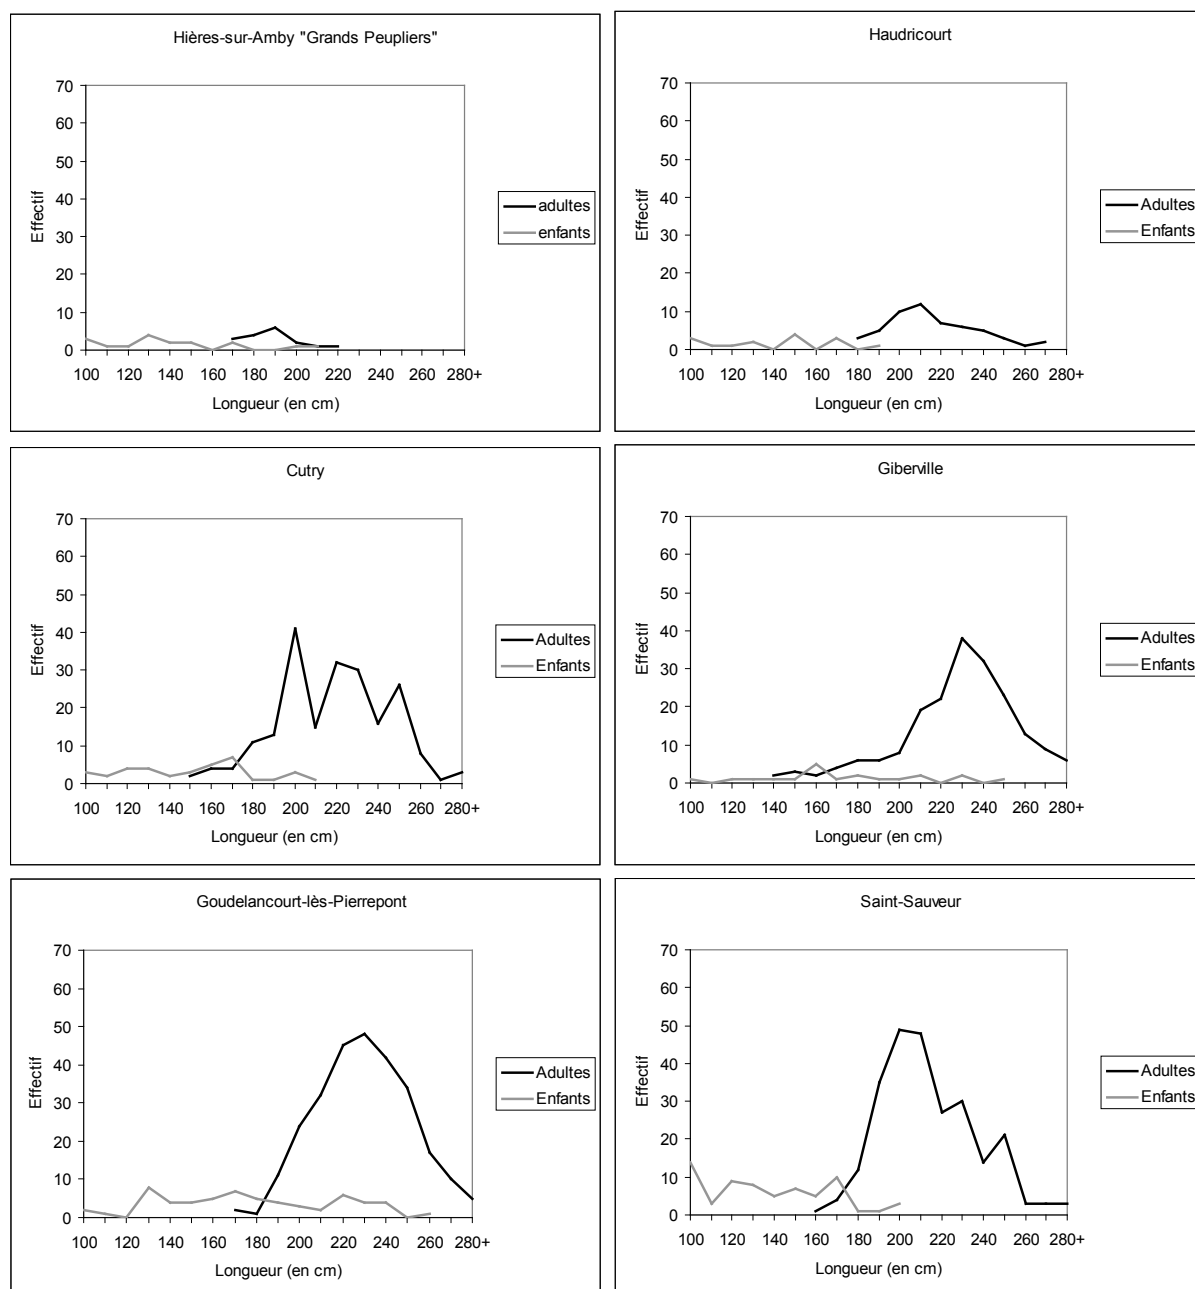 Hières-sur-Amby "Grands Peupliers"
70
60
50
40
30
20
10
0
Effectif
100 120 140 160 180 200 220 240 260 280+
Longueur (en cm)
adultes
enfants
Haudricourt
70
60
50
40
30
20
10
0
Effectif
100 120 140 160 180 200 220 240 260 280+
Longueur (en cm)
Adultes
Enfants
Cutry
70
60
50
40
30
20
10
0
Effectif
100 120 140 160 180 200 220 240 260 280+
Longueur (en cm)
Adultes
Enfants
Giberville
70
60
50
40
30
20
10
0
Effectif
100 120 140 160 180 200 220 240 260 280+
Longueur (en cm)
Adultes
Enfants
Goudelancourt-lès-Pierrepont
70
60
50
40
30
20
10
0
Effectif
100 120 140 160 180 200 220 240 260 280+
Longueur (en cm)
Adultes
Enfants
Saint-Sauveur
70
60
50
40
30
20
10
0
Effectif
100 120 140 160 180 200 220 240 260 280+
Longueur (en cm)
Adultes
Enfants